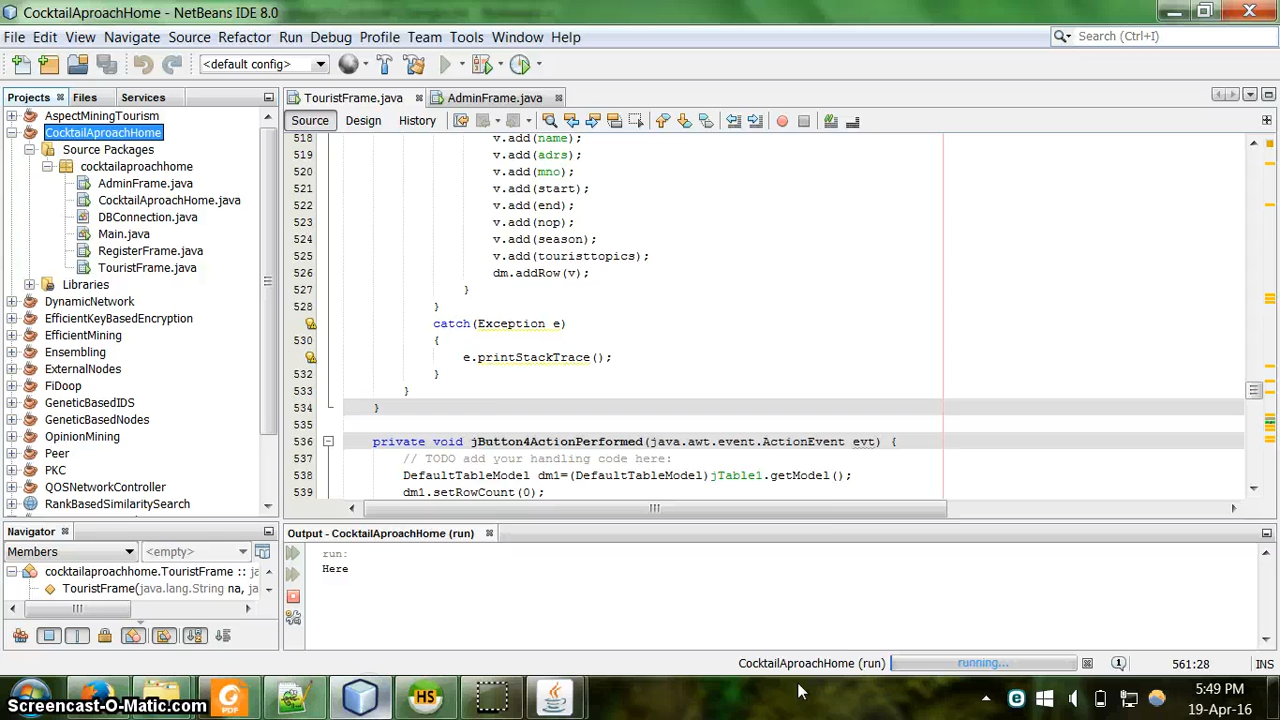 CocktailAproachHome - NetBeans IDE 8.0
File Edit View Navigate Source Refactor Run Debug Profile Team Tools Window Help
Search (Ctrl+I)
<default config>
Projects Files Services
TouristFrame.java AdminFrame.java
Source Design History
AspectMiningTourism
CocktailAproachHome
Source Packages
cocktailaproachhome
AdminFrame.java
CocktailAproachHome.java
DBConnection.java
Main.java
RegisterFrame.java
TouristFrame.java
Libraries
DynamicNetwork
EfficientKeyBasedEncryption
EfficientMining
Ensembling
ExternalNodes
FiDoop
GeneticBasedIDS
GeneticBasedNodes
OpinionMining
Peer
PKC
QOSNetworkController
RankBasedSimilaritySearch
518 v.add(name);
519 v.add(adrs);
520 v.add(mno);
521 v.add(start);
522 v.add(end);
523 v.add(nop);
524 v.add(season);
525 v.add(touristtopics);
526 dm.addRow(v);
527 }
528 }
catch(Exception e)
530 {
e.printStackTrace();
532 }
533 }
534 }
535
536 private void jButton4ActionPerformed(java.awt.event.ActionEvent evt) {
537 // TODO add your handling code here:
538 DefaultTableModel dm1=(DefaultTableModel)jTable1.getModel();
539 dm1.setRowCount(0);
Navigator
Members <empty>
cocktailaproachhome.TouristFrame :: ja
TouristFrame(java.lang.String na, ja
Output - CocktailAproachHome (run)
run:
Here
CocktailAproachHome (run) running... 561:28 INS
Screencast-O-Matic.com
PDF
HS
5:49 PM
19-Apr-16